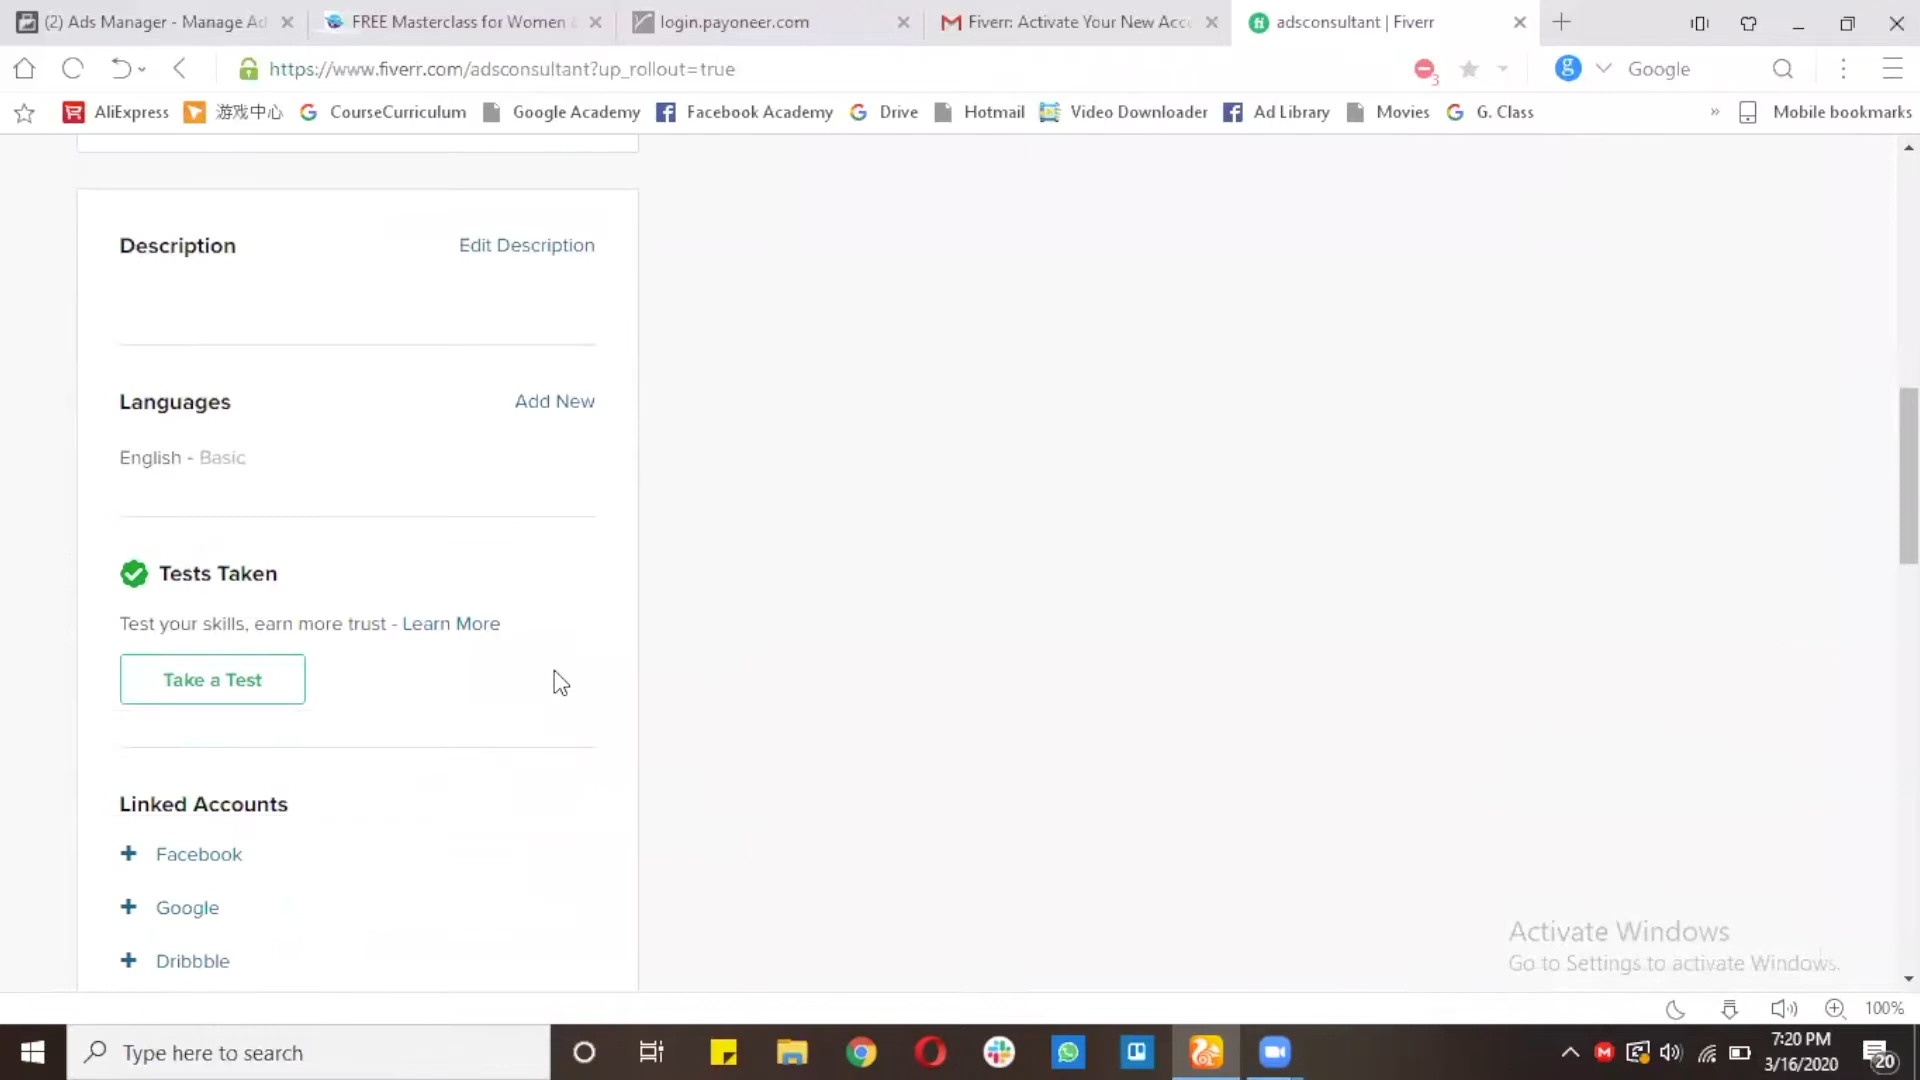 (2) Ads Manager - Manage Ad
FREE Masterclass for Women
login.payoneer.com
Fiverr: Activate Your New Acc
adsconsultant | Fiverr
https://www.fiverr.com/adsconsultant?up_rollout=true
3
Google
AliExpress
游戏中心
CourseCurriculum
Google Academy
Facebook Academy
Drive
Hotmail
Video Downloader
Ad Library
Movies
G. Class
»
Mobile bookmarks
Description
Edit Description
Languages
Add New
English - Basic
Tests Taken
Test your skills, earn more trust - Learn More
Take a Test
Linked Accounts
+ Facebook
+ Google
+ Dribbble
Activate Windows
Go to Settings to activate Windows.
100%
Type here to search
7:20 PM
3/16/2020
20